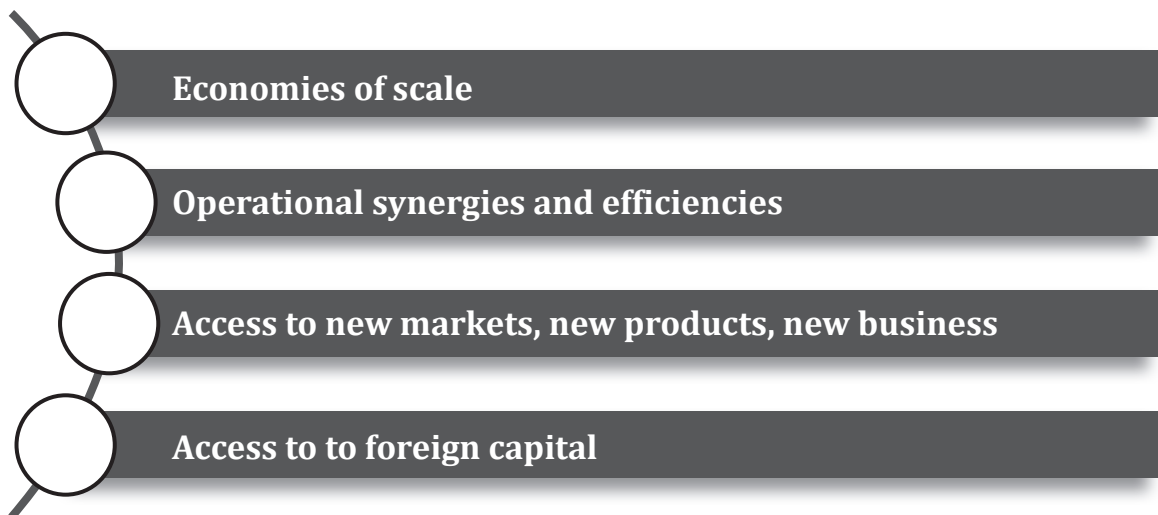 Economies of scale
Operational synergies and efficiencies
Access to new markets, new products, new business
Access to to foreign capital